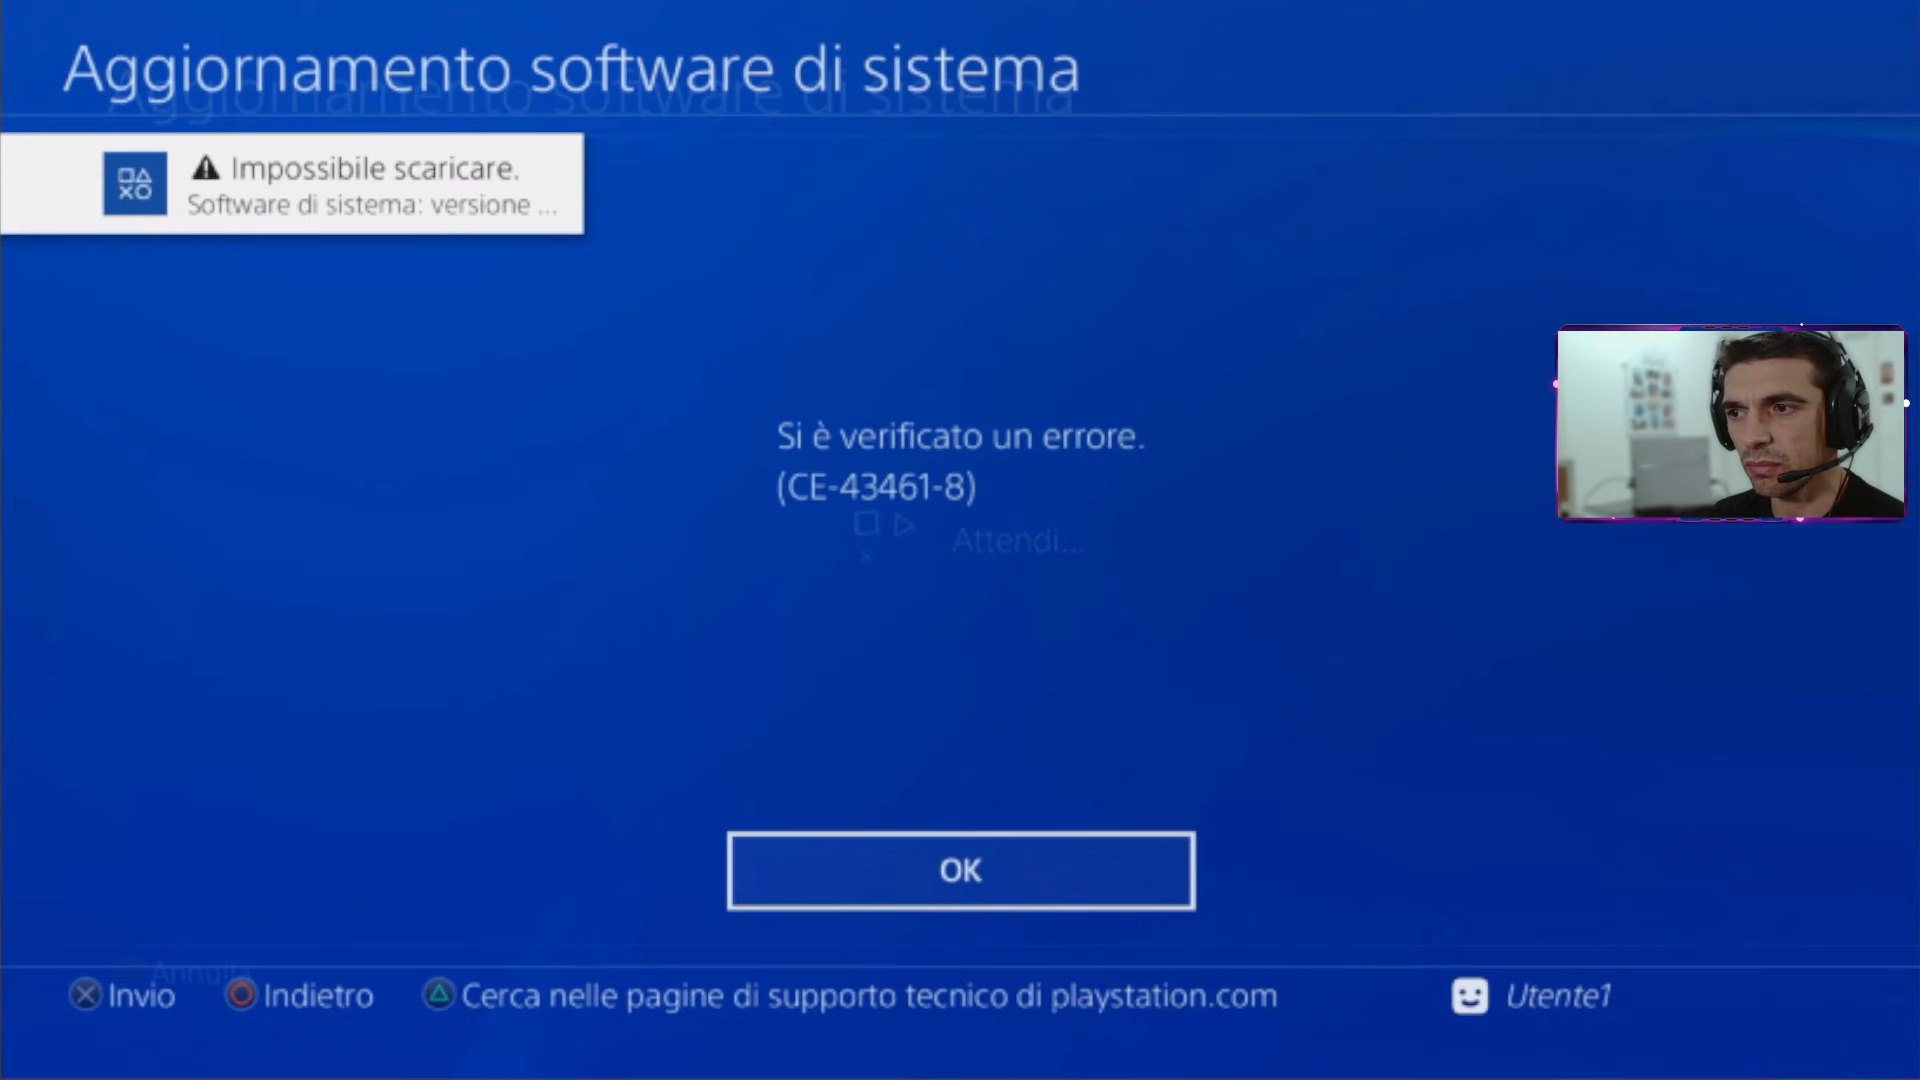 Aggiornamento software di sistema
Impossibile scaricare.
Software di sistema: versione ...
Si è verificato un errore.
(CE-43461-8)
Attendi...
OK
Annulla
Invio
Indietro
Cerca nelle pagine di supporto tecnico di playstation.com
Utente1